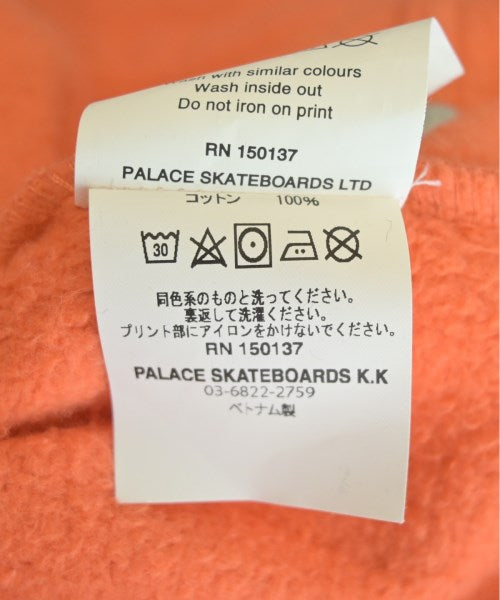 Wash with similar colours
Wash inside out
Do not iron on print
RN 150137
PALACE SKATEBOARDS LTD
コットン 100%
30
同色系のものと洗ってください。
裏返して洗濯ください。
プリント部にアイロンをかけないでください。
RN 150137
PALACE SKATEBOARDS K.K
03-6822-2759
ベトナム製